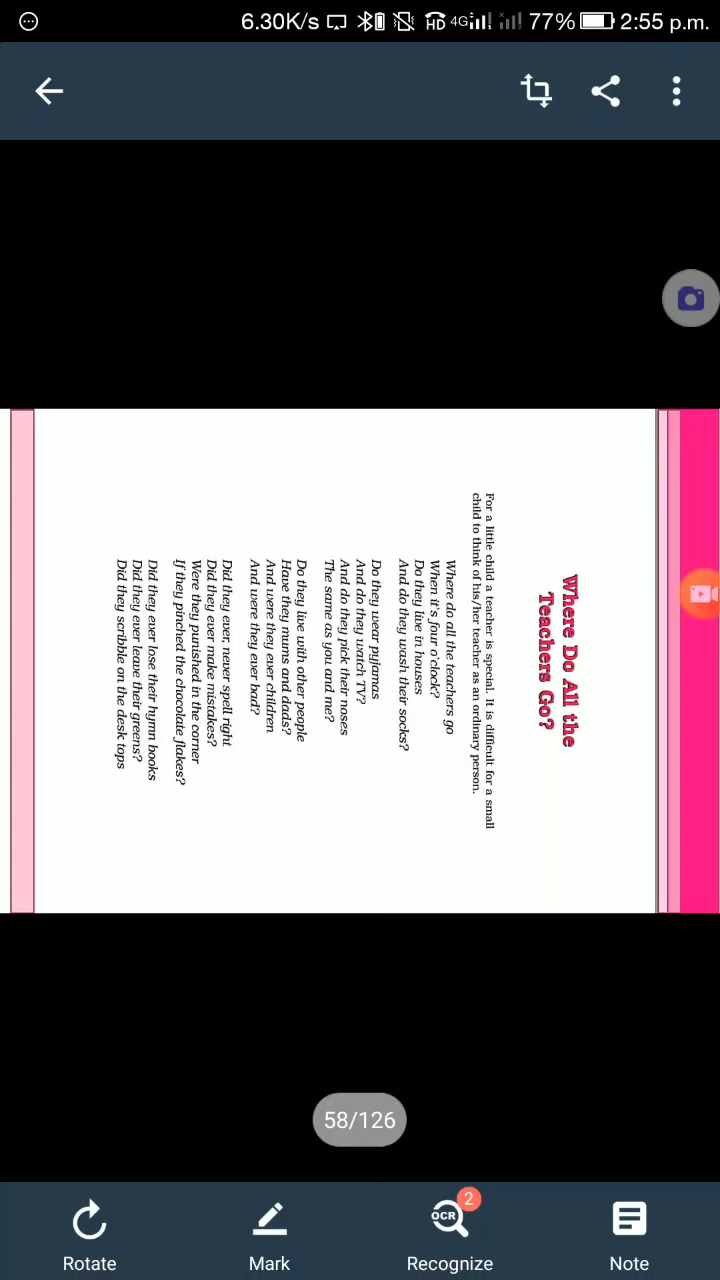 6.30K/s HD 4G 77% 2:55 p.m.
Where Do All the
Teachers Go?
For a little child a teacher is special. It is difficult for a small
child to think of his/her teacher as an ordinary person.
Where do all the teachers go
When it's four o'clock?
Do they live in houses
And do they wash their socks?
Do they wear pyjamas
And do they watch TV?
And do they pick their noses
The same as you and me?
Do they live with other people
Have they mums and dads?
And were they ever children
And were they ever bad?
Did they ever, never spell right
Did they ever make mistakes?
Were they punished in the corner
If they pinched the chocolate flakes?
Did they ever lose their hymn books
Did they ever leave their greens?
Did they scribble on the desk tops
58/126
OCR 2
Rotate Mark Recognize Note